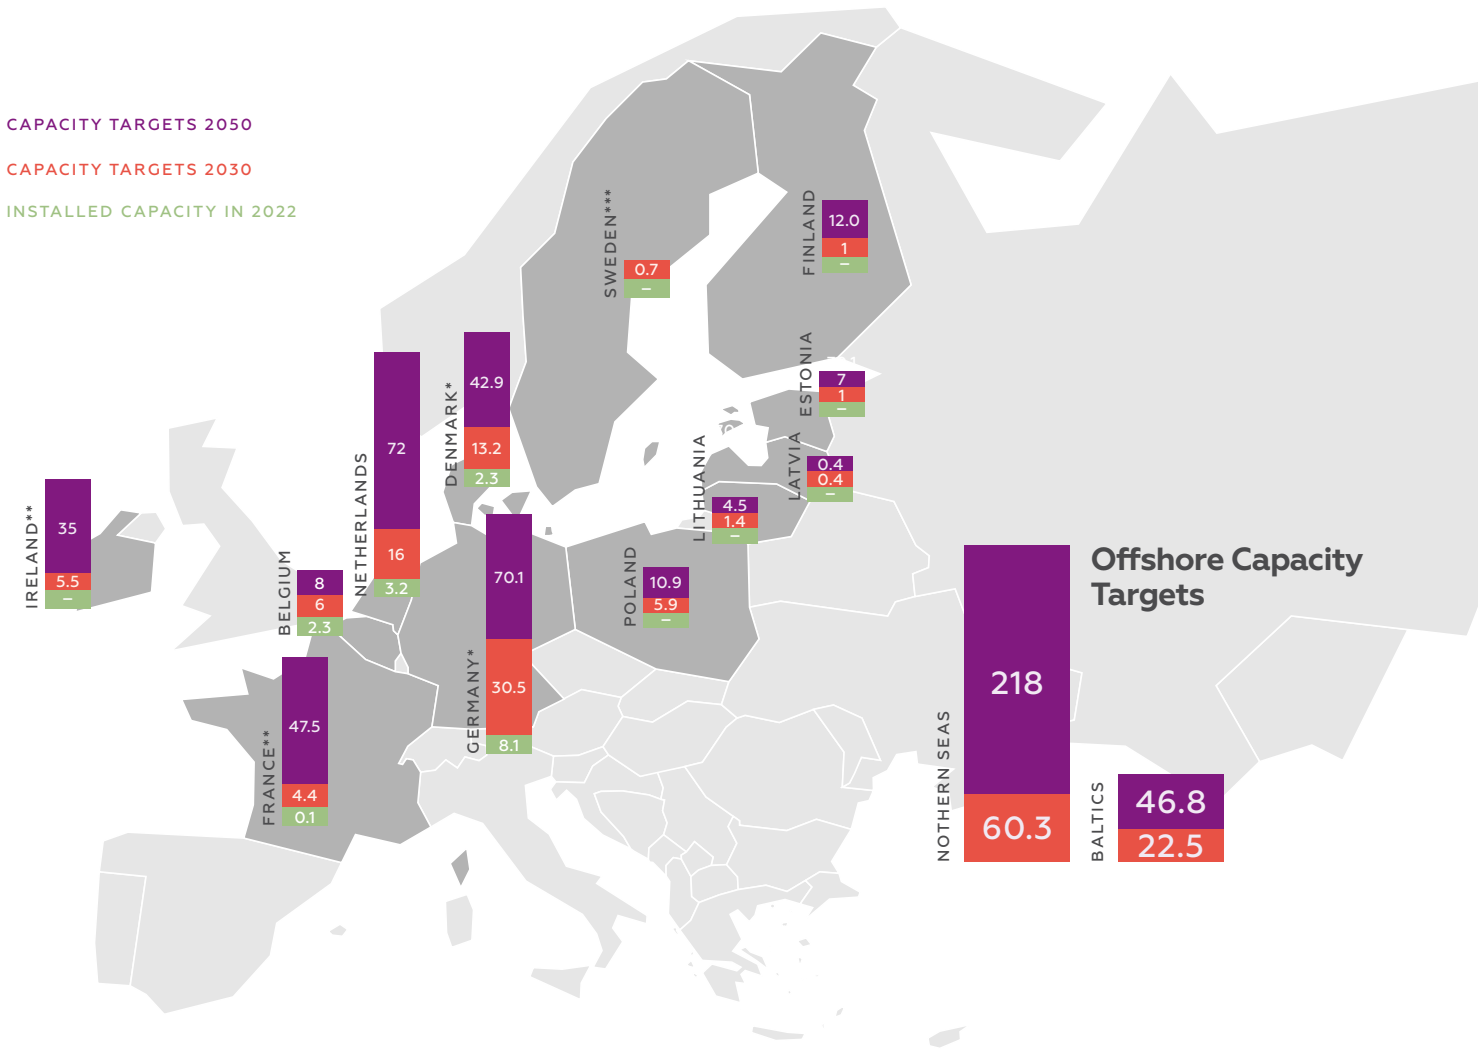 CAPACITY TARGETS 2050
CAPACITY TARGETS 2030
INSTALLED CAPACITY IN 2022
SWEDEN***
0.7
–
FINLAND
12.0
1
–
ESTONIA
7
1
–
LATVIA
0.4
0.4
–
LITHUANIA
4.5
1.4
–
DENMARK*
42.9
13.2
2.3
NETHERLANDS
72
16
3.2
IRELAND**
35
5.5
–
BELGIUM
8
6
2.3
GERMANY*
70.1
30.5
8.1
POLAND
10.9
5.9
–
FRANCE**
47.5
4.4
0.1
Offshore Capacity
Targets
NOTHERN SEAS
218
60.3
BALTICS
46.8
22.5